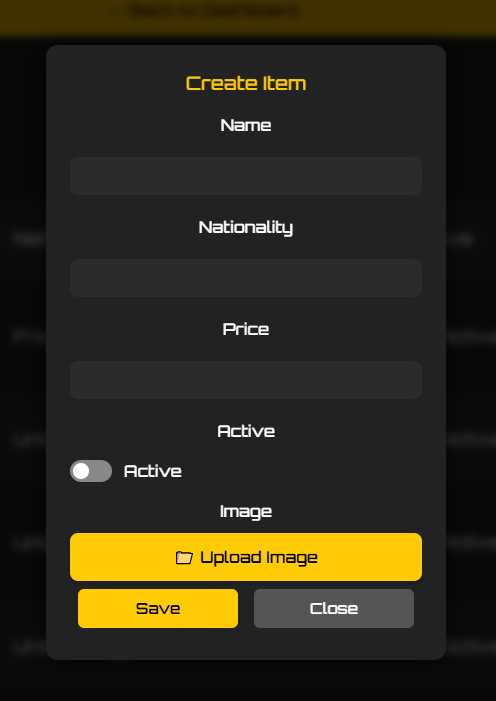 ← Back to Dashboard
Create Item
Name
Nationality
Price
Active
Active
Image
Upload Image
Save
Close